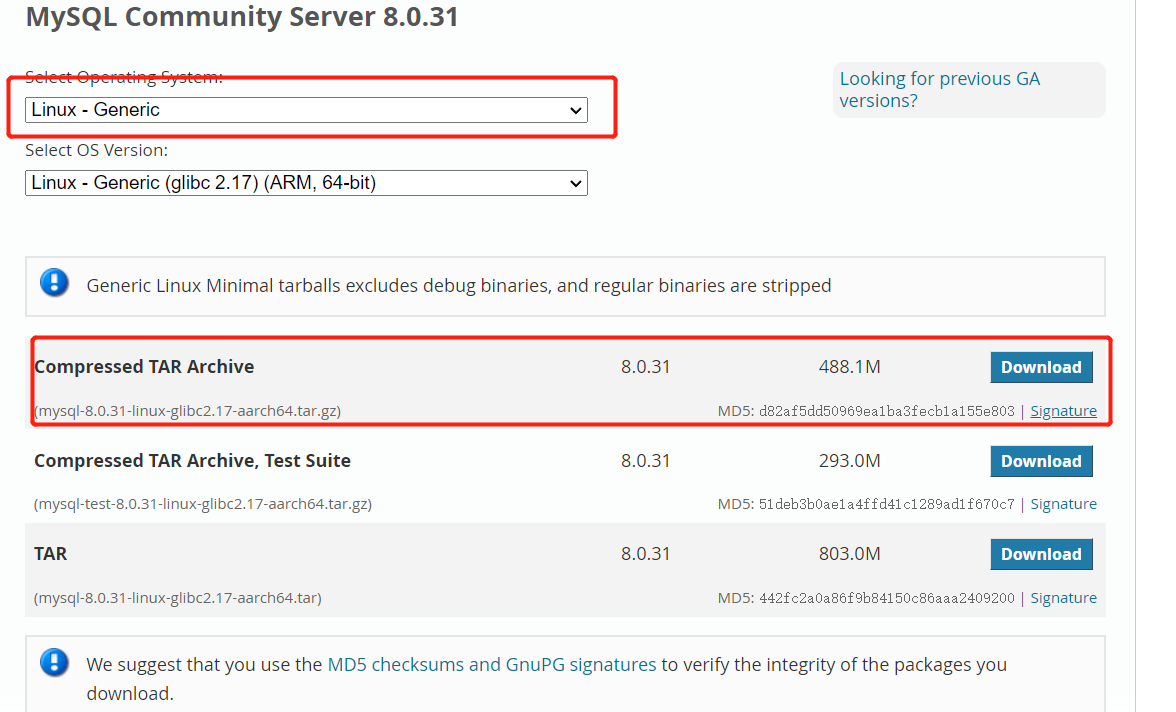 MySQL Community Server 8.0.31
Select Operating System:
Looking for previous GA
versions?
Linux - Generic
Select OS Version:
Linux - Generic (glibc 2.17) (ARM, 64-bit)
Generic Linux Minimal tarballs excludes debug binaries, and regular binaries are stripped
Compressed TAR Archive 8.0.31 488.1M Download
(mysql-8.0.31-linux-glibc2.17-aarch64.tar.gz) MD5: d82af5dd50969ea1ba3fecb1a155e803 | Signature
Compressed TAR Archive, Test Suite 8.0.31 293.0M Download
(mysql-test-8.0.31-linux-glibc2.17-aarch64.tar.gz) MD5: 51deb3b0ae1a4ffd41c1289ad1f670c7 | Signature
TAR 8.0.31 803.0M Download
(mysql-8.0.31-linux-glibc2.17-aarch64.tar) MD5: 442fc2a0a86f9b84150c86aaa2409200 | Signature
We suggest that you use the MD5 checksums and GnuPG signatures to verify the integrity of the packages you
download.